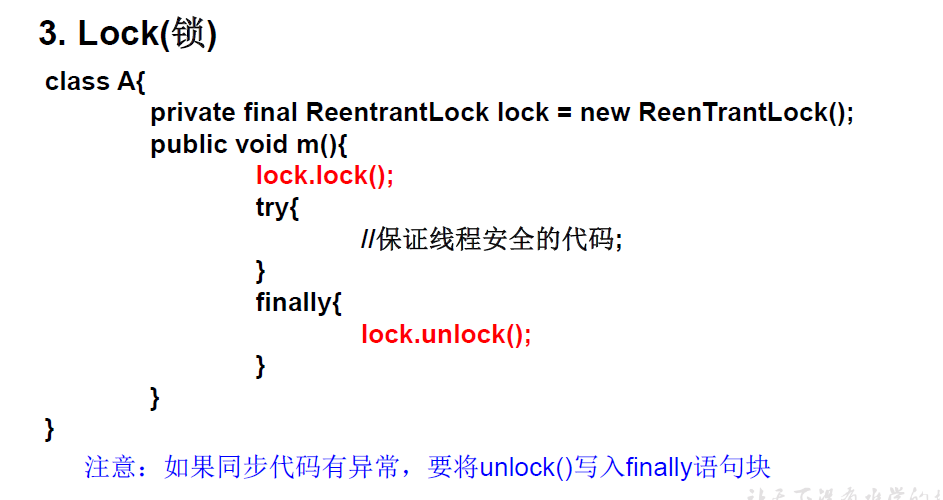 3. Lock(锁)
class A{
private final ReentrantLock lock = new ReenTrantLock();
public void m(){
lock.lock();
try{
//保证线程安全的代码;
}
finally{
lock.unlock();
}
}
}
注意：如果同步代码有异常，要将unlock()写入finally语句块